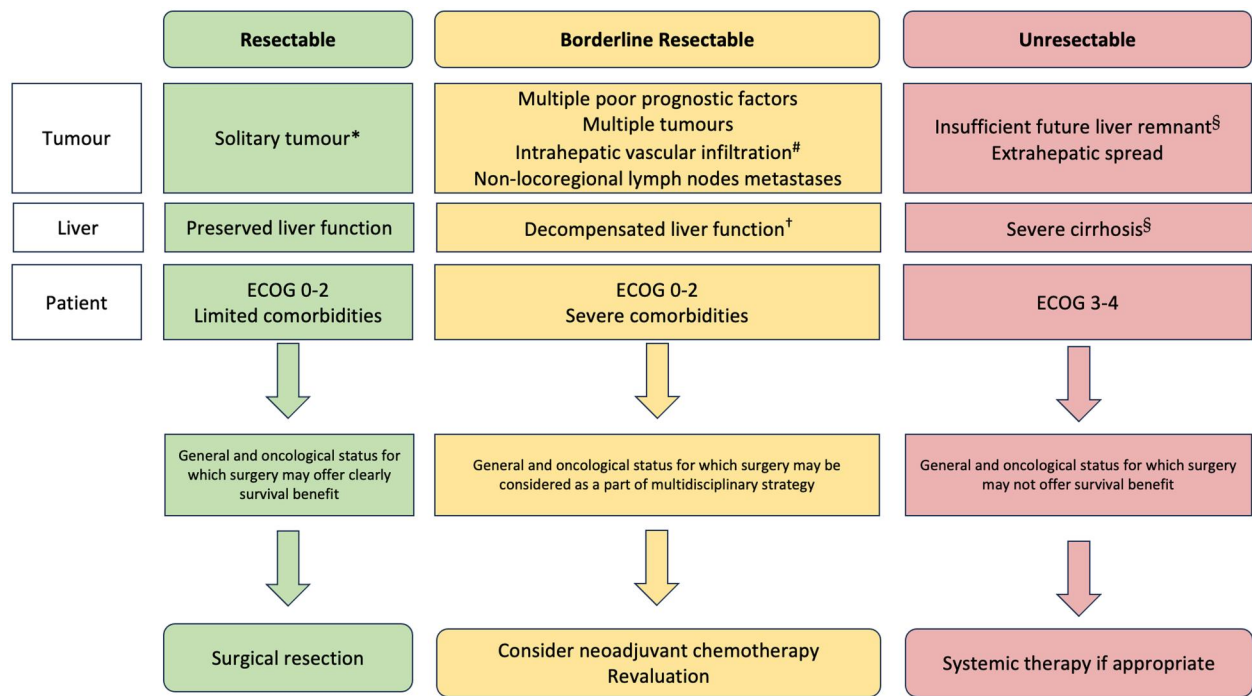 Resectable
Borderline Resectable
Unresectable
Tumour
Solitary tumour*
Multiple poor prognostic factors
Multiple tumours
Intrahepatic vascular infiltration#
Non-locoregional lymph nodes metastases
Insufficient future liver remnant§
Extrahepatic spread
Liver
Preserved liver function
Decompensated liver function†
Severe cirrhosis§
Patient
ECOG 0-2
Limited comorbidities
ECOG 0-2
Severe comorbidities
ECOG 3-4
General and oncological status for
which surgery may offer clearly
survival benefit
General and oncological status for which surgery may be
considered as a part of multidisciplinary strategy
General and oncological status for which surgery
may not offer survival benefit
Surgical resection
Consider neoadjuvant chemotherapy
Revaluation
Systemic therapy if appropriate